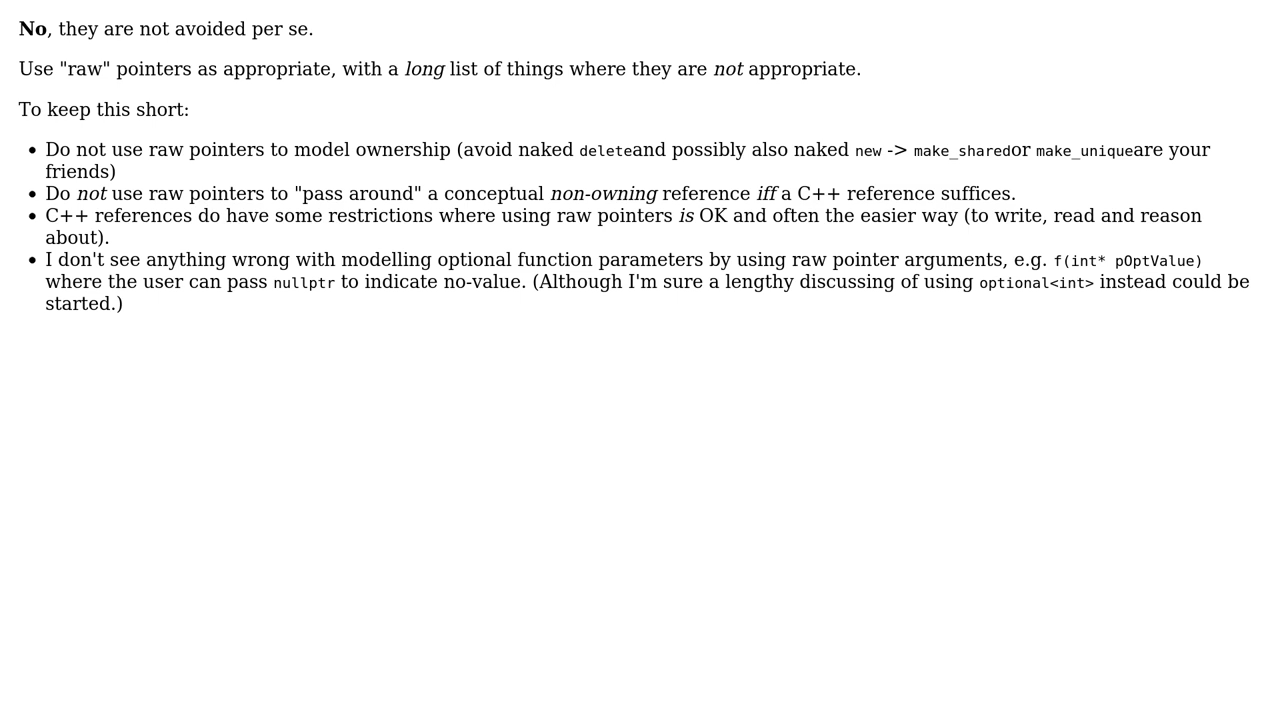 No, they are not avoided per se.
Use "raw" pointers as appropriate, with a long list of things where they are not appropriate.
To keep this short:
• Do not use raw pointers to model ownership (avoid naked deleteand possibly also naked new -> make_sharedor make_uniqueare your
friends)
• Do not use raw pointers to "pass around" a conceptual non-owning reference iff a C++ reference suffices.
• C++ references do have some restrictions where using raw pointers is OK and often the easier way (to write, read and reason
about).
• I don't see anything wrong with modelling optional function parameters by using raw pointer arguments, e.g. f(int* pOptValue)
where the user can pass nullptr to indicate no-value. (Although I'm sure a lengthy discussing of using optional<int> instead could be
started.)